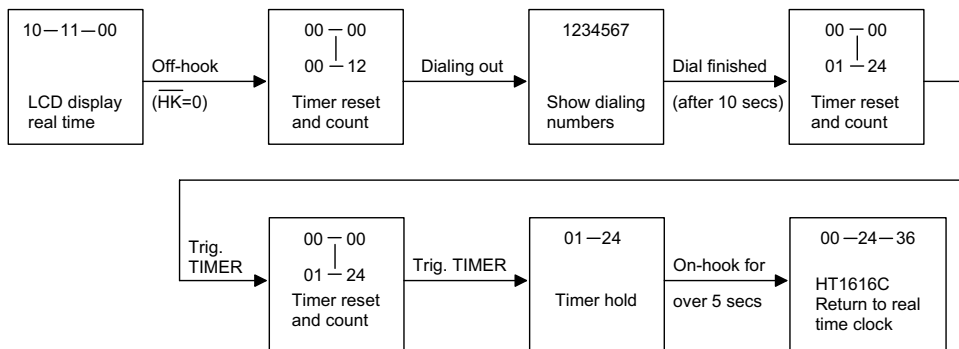 10—11—00
LCD display
real time
Off-hook
(HK=0)
00—00
00—12
Timer reset
and count
Dialing out
1234567
Show dialing
numbers
Dial finished
(after 10 secs)
00—00
01—24
Timer reset
and count
Trig.
TIMER
00—00
01—24
Timer reset
and count
Trig. TIMER
01—24
Timer hold
On-hook for
over 5 secs
00—24—36
HT1616C
Return to real
time clock